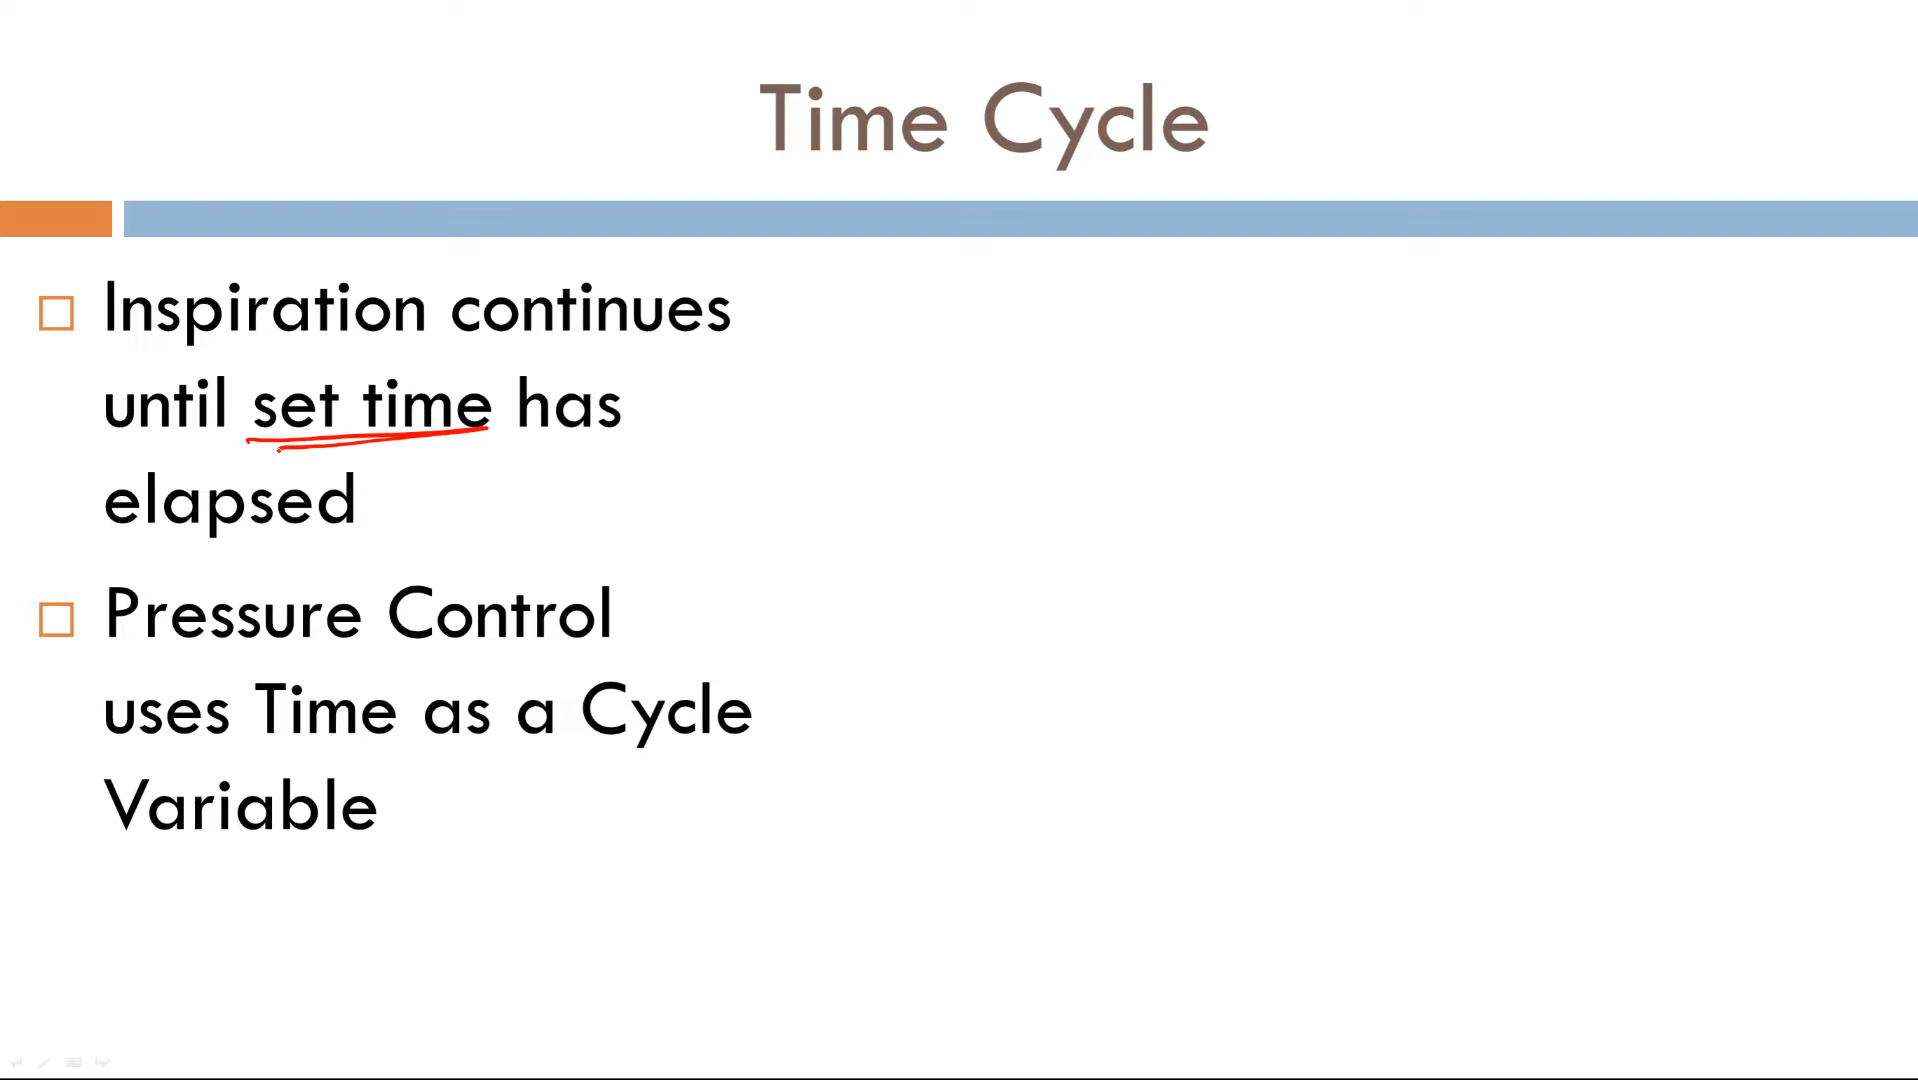 Time Cycle
Inspiration continues
until set time has
elapsed
Pressure Control
uses Time as a Cycle
Variable